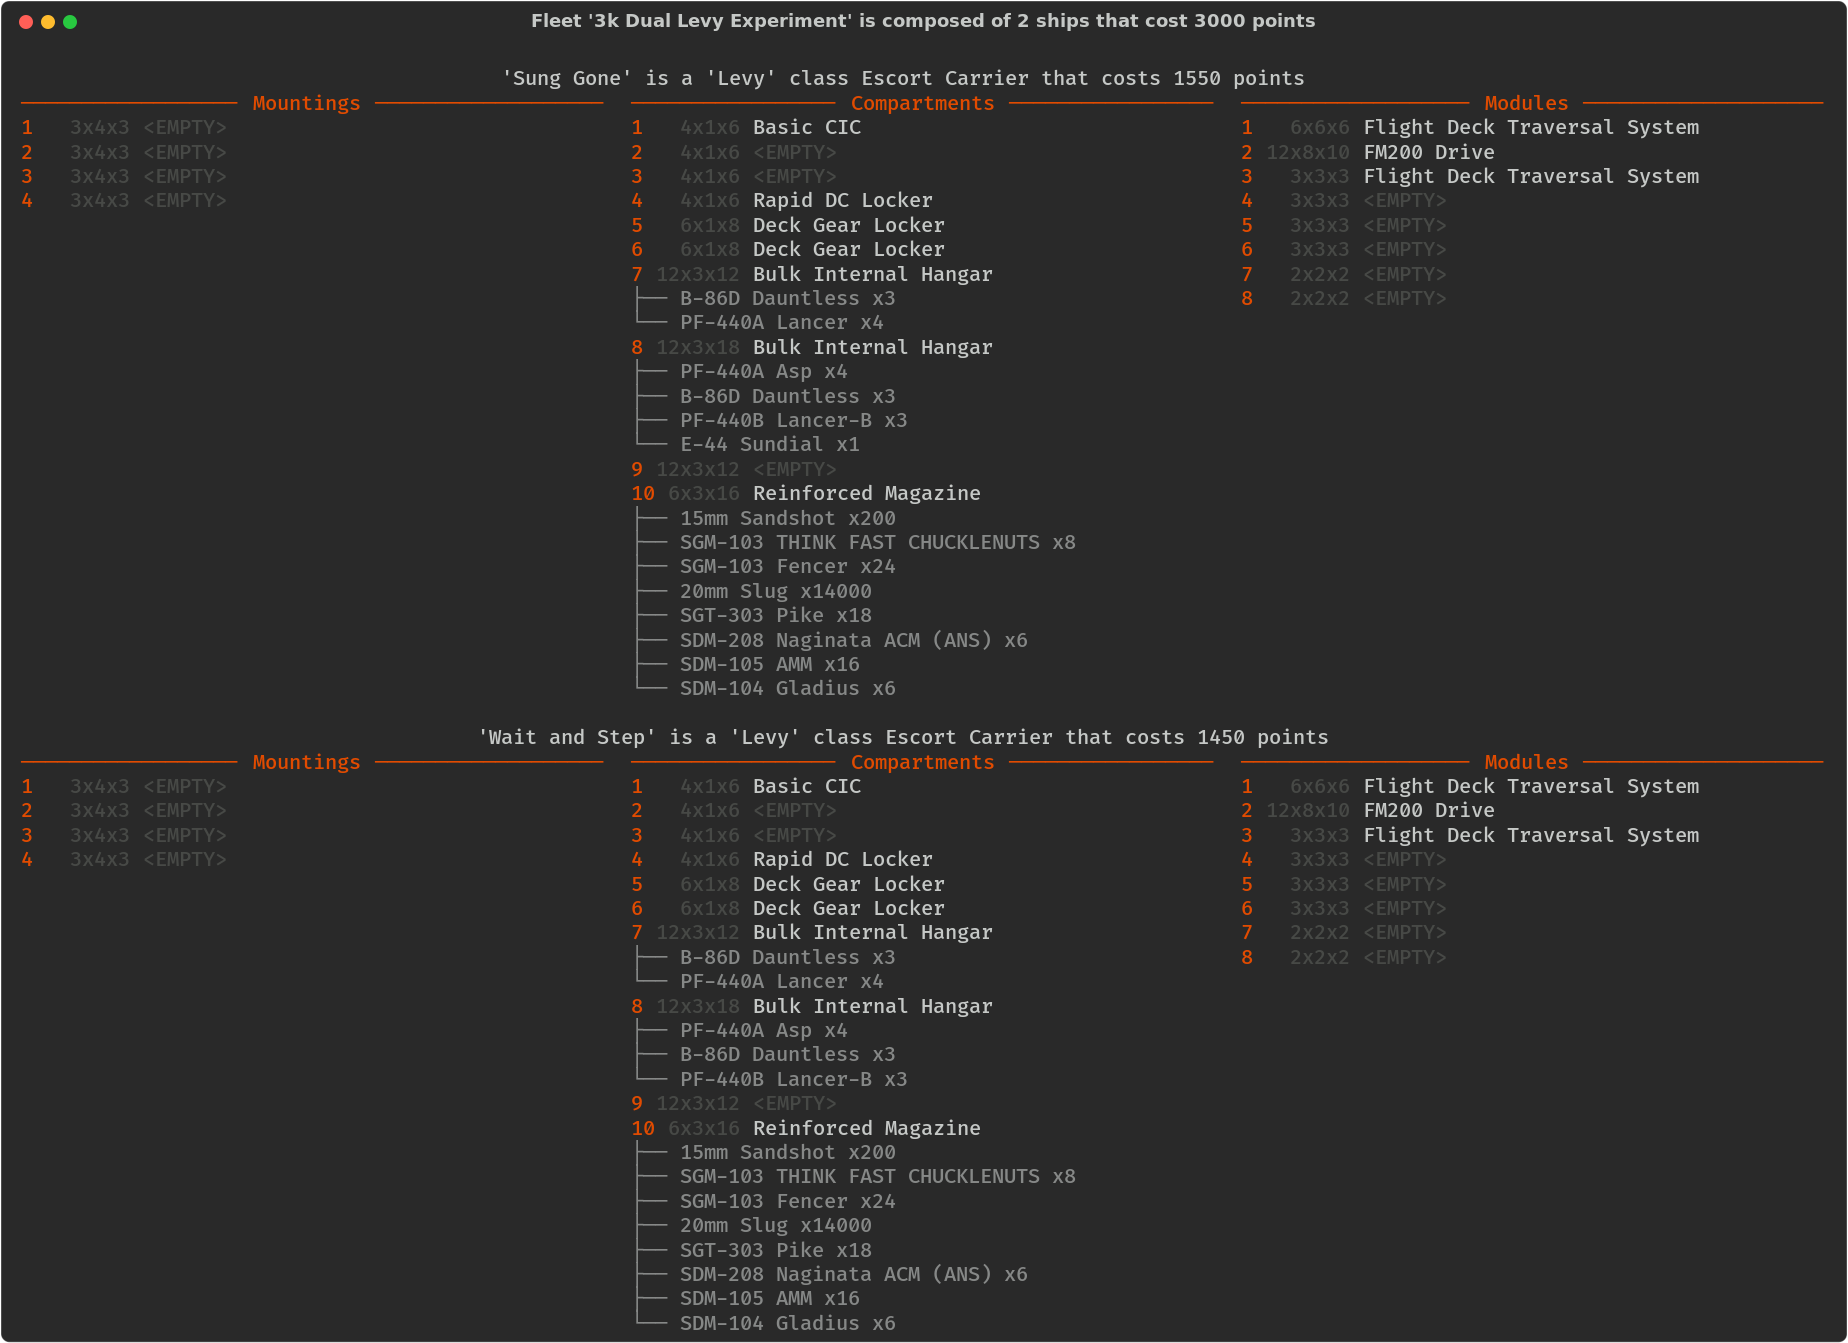 Fleet '3k Dual Levy Experiment' is composed of 2 ships that cost 3000 points
'Sung Gone' is a 'Levy' class Escort Carrier that costs 1550 points
Mountings
1 3x4x3 <EMPTY>
2 3x4x3 <EMPTY>
3 3x4x3 <EMPTY>
4 3x4x3 <EMPTY>
Compartments
1 4x1x6 Basic CIC
2 4x1x6 <EMPTY>
3 4x1x6 <EMPTY>
4 4x1x6 Rapid DC Locker
5 6x1x8 Deck Gear Locker
6 6x1x8 Deck Gear Locker
7 12x3x12 Bulk Internal Hangar
B-86D Dauntless x3
PF-440A Lancer x4
8 12x3x18 Bulk Internal Hangar
PF-440A Asp x4
B-86D Dauntless x3
PF-440B Lancer-B x3
E-44 Sundial x1
9 12x3x12 <EMPTY>
10 6x3x16 Reinforced Magazine
15mm Sandshot x200
SGM-103 THINK FAST CHUCKLENUTS x8
SGM-103 Fencer x24
20mm Slug x14000
SGT-303 Pike x18
SDM-208 Naginata ACM (ANS) x6
SDM-105 AMM x16
SDM-104 Gladius x6
Modules
1 6x6x6 Flight Deck Traversal System
2 12x8x10 FM200 Drive
3 3x3x3 Flight Deck Traversal System
4 3x3x3 <EMPTY>
5 3x3x3 <EMPTY>
6 3x3x3 <EMPTY>
7 2x2x2 <EMPTY>
8 2x2x2 <EMPTY>
'Wait and Step' is a 'Levy' class Escort Carrier that costs 1450 points
Mountings
1 3x4x3 <EMPTY>
2 3x4x3 <EMPTY>
3 3x4x3 <EMPTY>
4 3x4x3 <EMPTY>
Compartments
1 4x1x6 Basic CIC
2 4x1x6 <EMPTY>
3 4x1x6 <EMPTY>
4 4x1x6 Rapid DC Locker
5 6x1x8 Deck Gear Locker
6 6x1x8 Deck Gear Locker
7 12x3x12 Bulk Internal Hangar
B-86D Dauntless x3
PF-440A Lancer x4
8 12x3x18 Bulk Internal Hangar
PF-440A Asp x4
B-86D Dauntless x3
PF-440B Lancer-B x3
9 12x3x12 <EMPTY>
10 6x3x16 Reinforced Magazine
15mm Sandshot x200
SGM-103 THINK FAST CHUCKLENUTS x8
SGM-103 Fencer x24
20mm Slug x14000
SGT-303 Pike x18
SDM-208 Naginata ACM (ANS) x6
SDM-105 AMM x16
SDM-104 Gladius x6
Modules
1 6x6x6 Flight Deck Traversal System
2 12x8x10 FM200 Drive
3 3x3x3 Flight Deck Traversal System
4 3x3x3 <EMPTY>
5 3x3x3 <EMPTY>
6 3x3x3 <EMPTY>
7 2x2x2 <EMPTY>
8 2x2x2 <EMPTY>